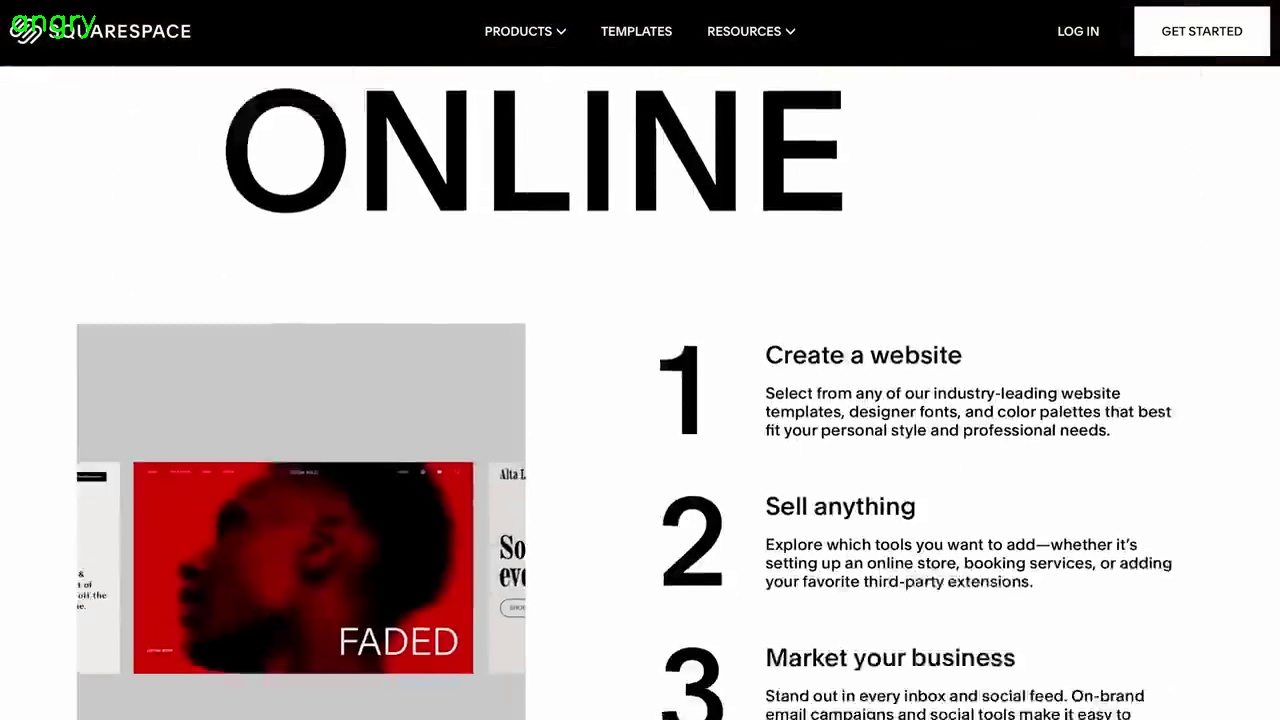 angry
SQUARESPACE
PRODUCTS
TEMPLATES
RESOURCES
LOG IN
GET STARTED
ONLINE
1
Create a website
Select from any of our industry-leading website
templates, designer fonts, and color palettes that best
fit your personal style and professional needs.
2
Sell anything
Explore which tools you want to add—whether it's
setting up an online store, booking services, or adding
your favorite third-party extensions.
3
Market your business
Stand out in every inbox and social feed. On-brand
email campaigns and social tools make it easy to
FADED
Alta L
So
eve
&
of
off the
e.